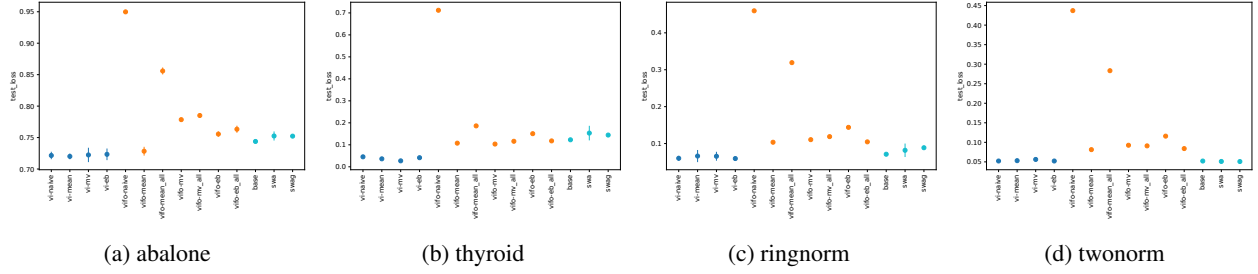 0.95
0.90
0.85
0.80
0.75
0.70
test_loss
vi-naive
vi-mean
vi-mv
vi-eb
vifo-naive
vifo-mean
vifo-mean_all
vifo-mv
vifo-mv_all
vifo-eb
vifo-eb_all
base
swa
swag
(a) abalone
0.7
0.6
0.5
0.4
0.3
0.2
0.1
0.0
test_loss
vi-naive
vi-mean
vi-mv
vi-eb
vifo-naive
vifo-mean
vifo-mean_all
vifo-mv
vifo-mv_all
vifo-eb
vifo-eb_all
base
swa
swag
(b) thyroid
0.4
0.3
0.2
0.1
test_loss
vi-naive
vi-mean
vi-mv
vi-eb
vifo-naive
vifo-mean
vifo-mean_all
vifo-mv
vifo-mv_all
vifo-eb
vifo-eb_all
base
swa
swag
(c) ringnorm
0.45
0.40
0.35
0.30
0.25
0.20
0.15
0.10
0.05
test_loss
vi-naive
vi-mean
vi-mv
vi-eb
vifo-naive
vifo-mean
vifo-mean_all
vifo-mv
vifo-mv_all
vifo-eb
vifo-eb_all
base
swa
swag
(d) twonorm